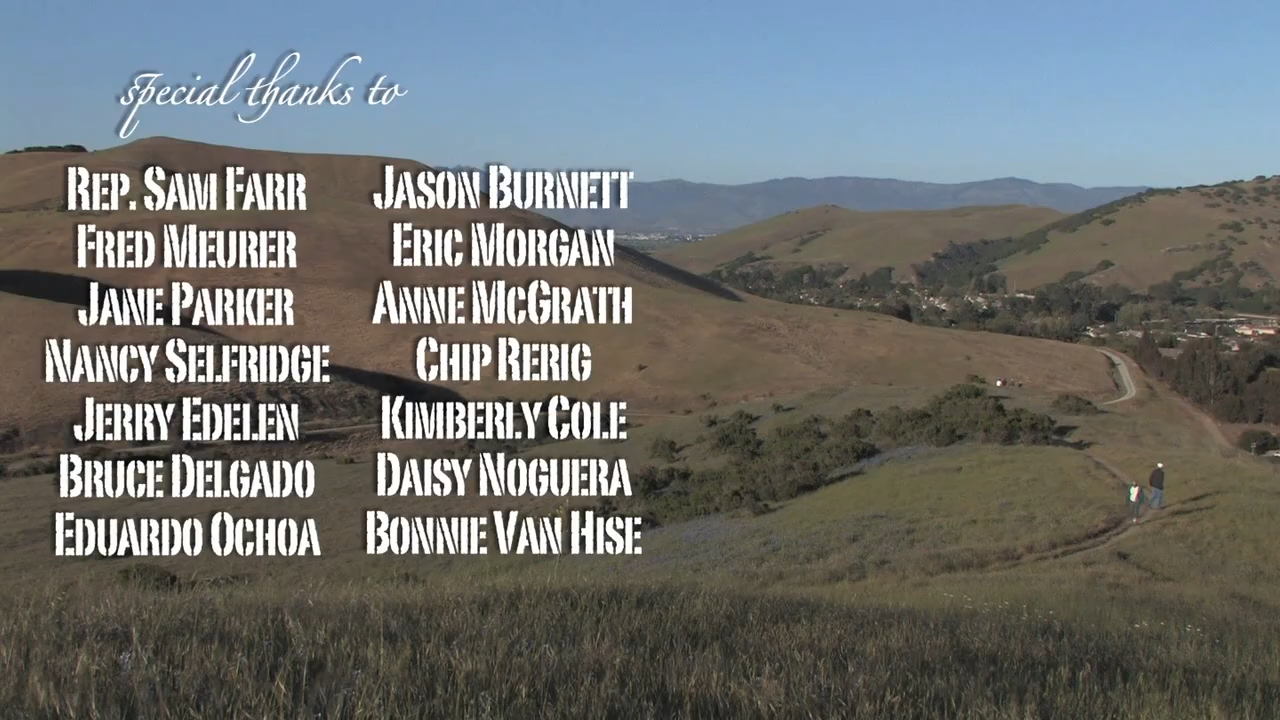 special thanks to
REP. SAM FARR
FRED MEURER
JANE PARKER
NANCY SELFRIDGE
JERRY EDELEN
BRUCE DELGADO
EDUARDO OCHOA
JASON BURNETT
ERIC MORGAN
ANNE MCGRATH
CHIP RERIG
KIMBERLY COLE
DAISY NOGUERA
BONNIE VAN HISE